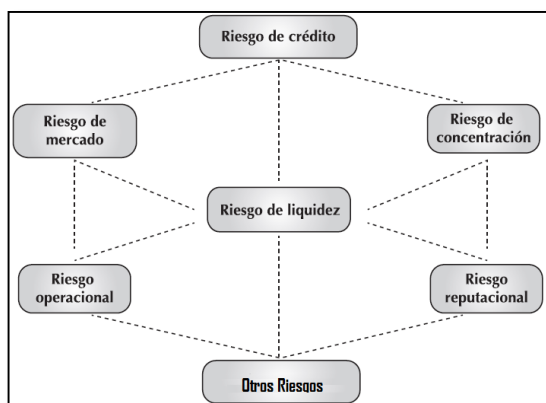 Riesgo de crédito
Riesgo de
mercado
Riesgo de
concentración
Riesgo de liquidez
Riesgo
operacional
Riesgo
reputacional
Otros Riesgos